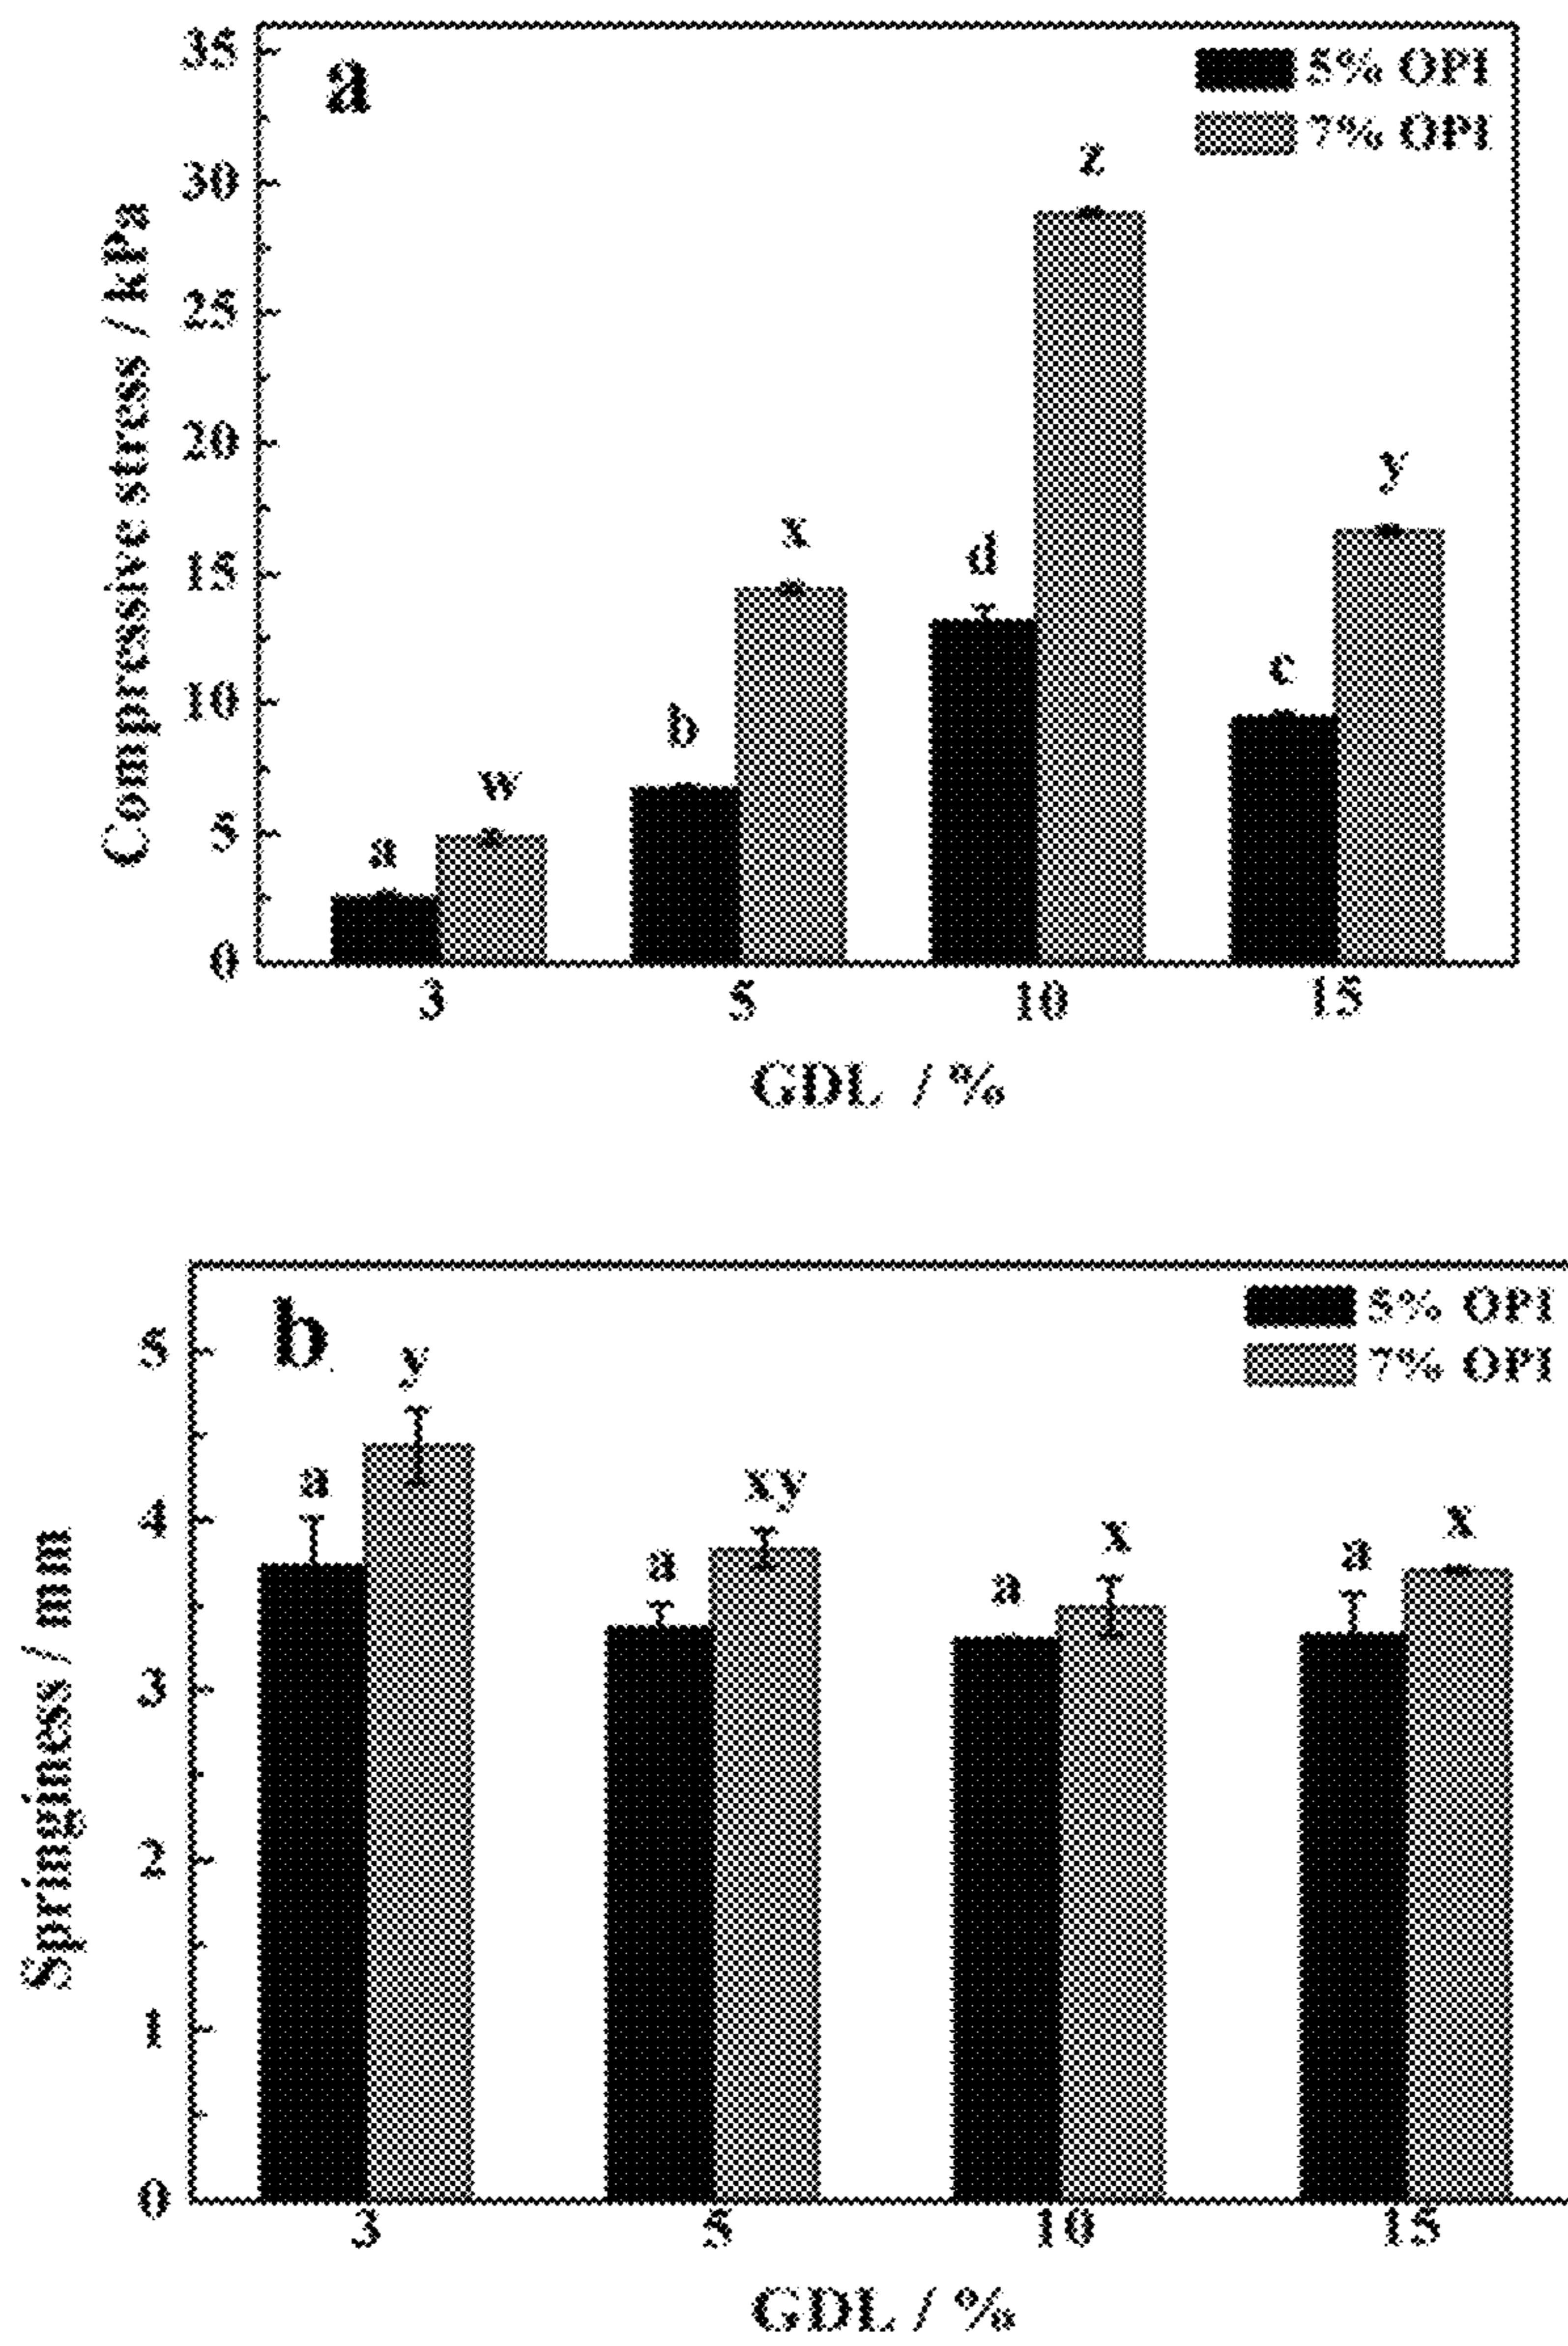 a
5% OPI
7% OPI
35
30
25
20
15
10
5
0
Compressive stress / kPa
a
w
b
x
d
z
c
y
3
5
10
15
GDL / %
b
5% OPI
7% OPI
5
4
3
2
1
0
Springiness / mm
a
y
a
xy
a
x
a
x
3
5
10
15
GDL / %